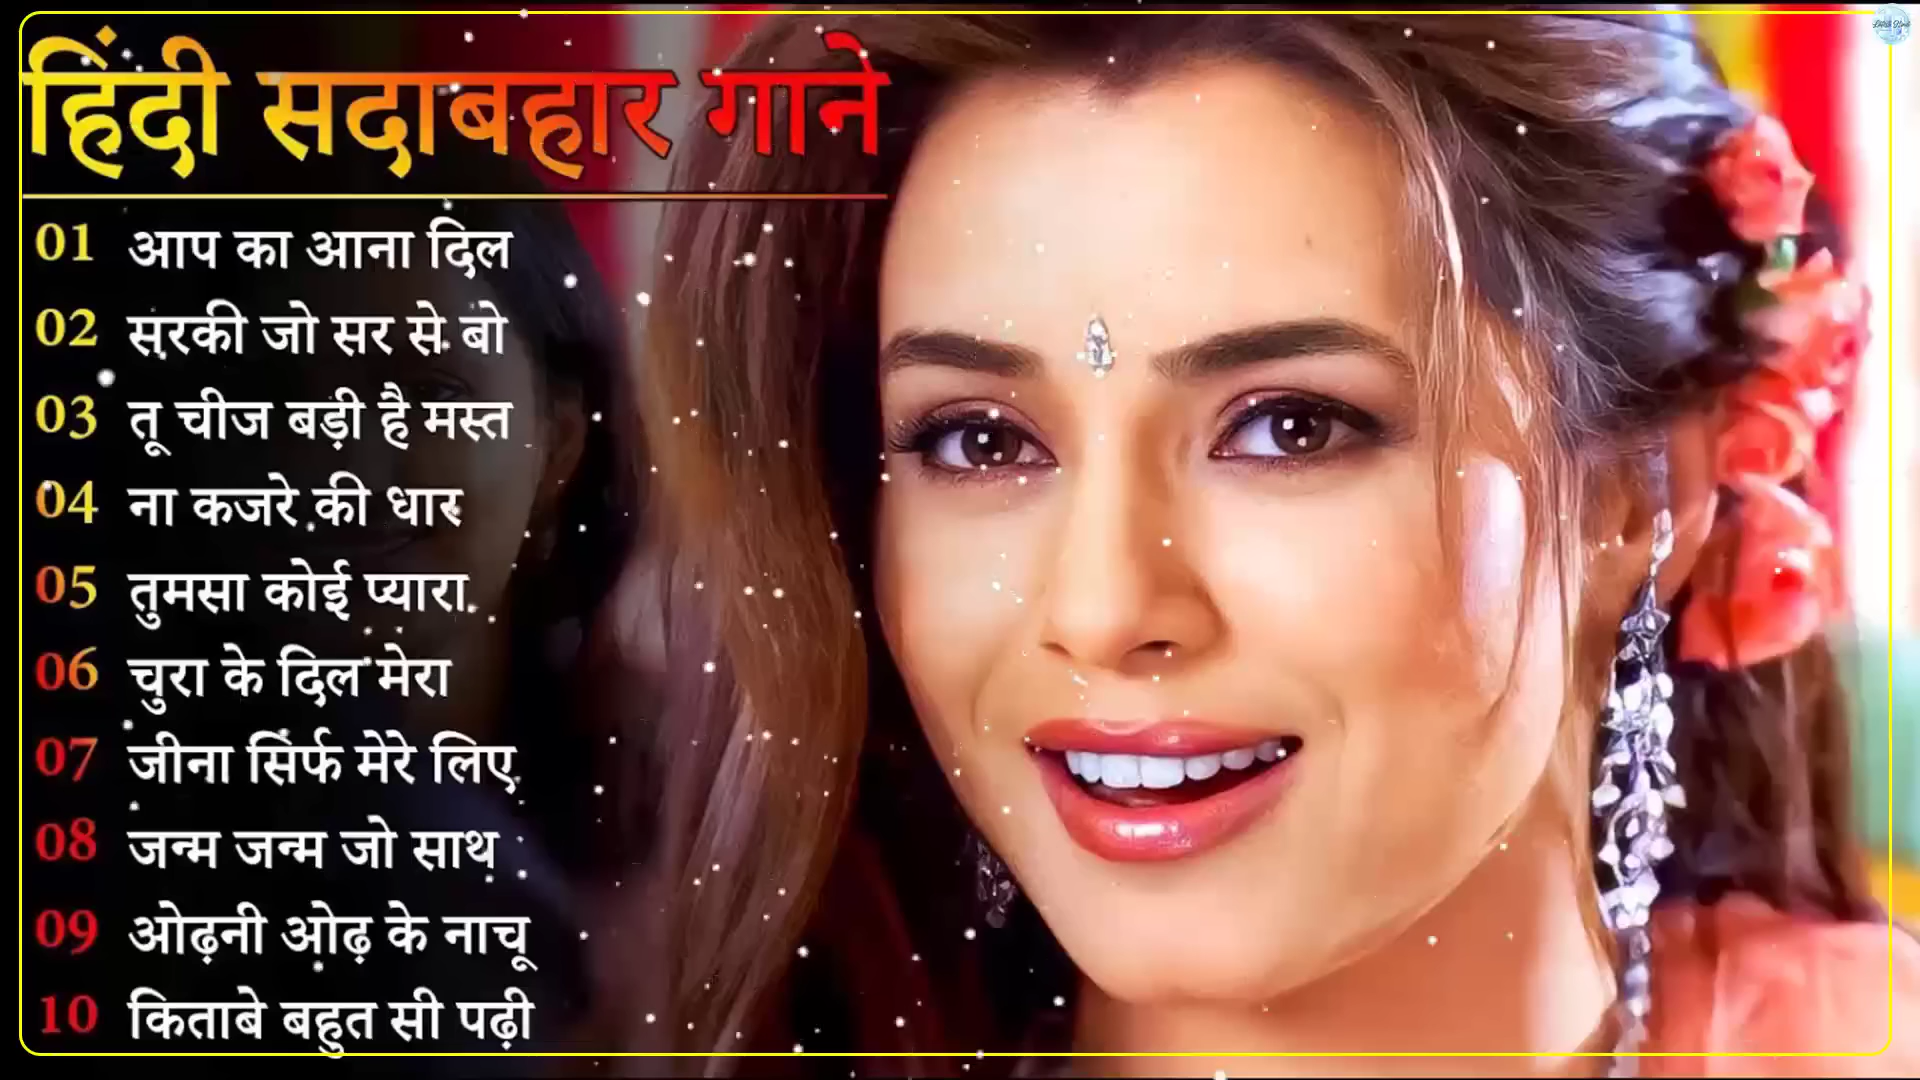 हिंदी सदाबहार गाने
01 आप का आना दिल
02 सरकी जो सर से बो
03 तू चीज बड़ी है मस्त
04 ना कजरे की धार
05 तुमसा कोई प्यारा
06 चुरा के दिल मेरा
07 जीना सिर्फ मेरे लिए
08 जन्म जन्म जो साथ
09 ओढ़नी ओढ़ के नाचू
10 किताबे बहुत सी पढ़ी